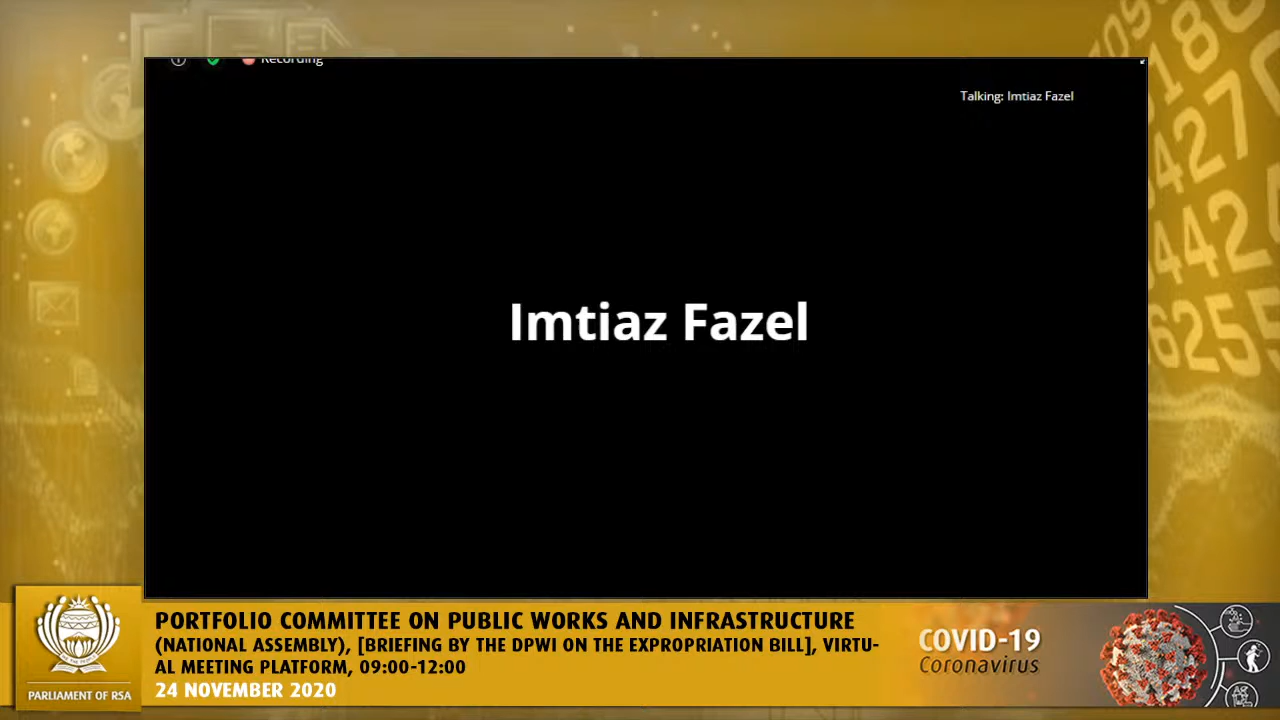 Recording
Talking: Imtiaz Fazel
Imtiaz Fazel
PORTFOLIO COMMITTEE ON PUBLIC WORKS AND INFRASTRUCTURE
(NATIONAL ASSEMBLY), [BRIEFING BY THE DPWI ON THE EXPROPRIATION BILL], VIRTU-
AL MEETING PLATFORM, 09:00-12:00
24 NOVEMBER 2020
PARLIAMENT OF RSA
COVID-19
Coronavirus